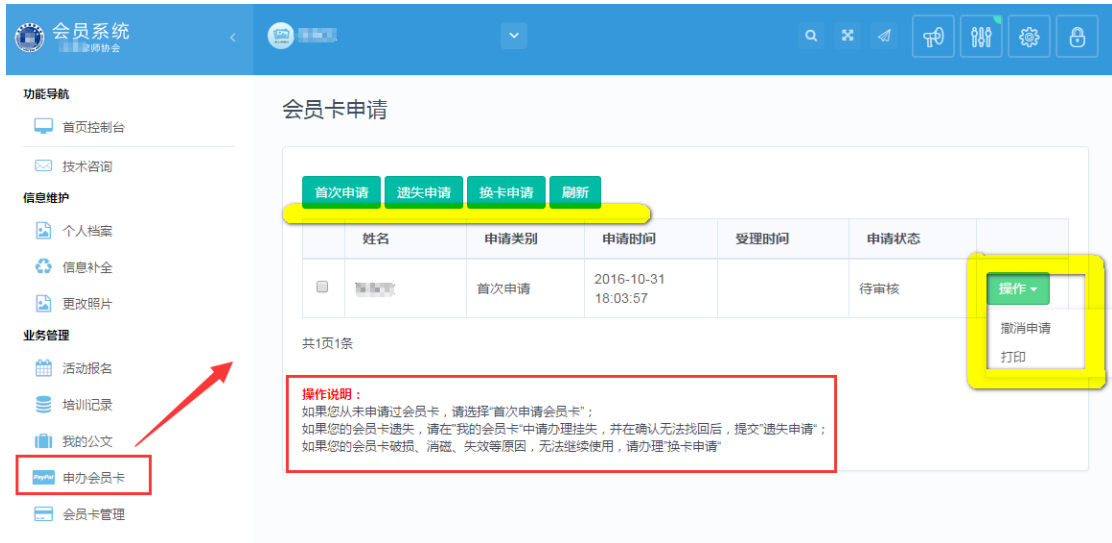 会员系统
师协会
功能导航
首页控制台
技术咨询
信息维护
个人档案
信息补全
更改照片
业务管理
活动报名
培训记录
我的公文
PayPal 申办会员卡
会员卡管理
会员卡申请
首次申请 遗失申请 换卡申请 刷新
姓名 申请类别 申请时间 受理时间 申请状态
首次申请 2016-10-31 待审核 操作
18:03:57
撤消申请
打印
共1页1条
操作说明：
如果您从未申请过会员卡，请选择"首次申请会员卡"；
如果您的会员卡遗失，请在"我的会员卡"中请办理挂失，并在确认无法找回后，提交"遗失申请"；
如果您的会员卡破损、消磁、失效等原因，无法继续使用，请办理"换卡申请"